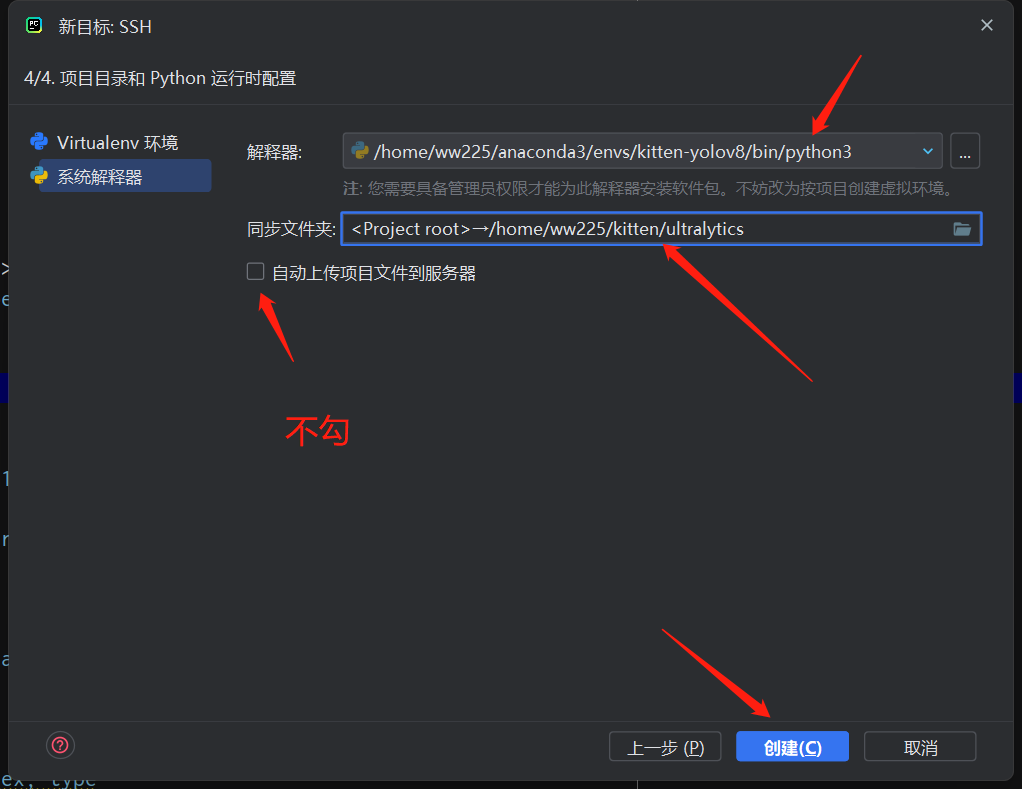 PC
新目标: SSH
4/4. 项目目录和 Python 运行时配置
Virtualenv 环境
系统解释器
解释器:
/home/ww225/anaconda3/envs/kitten-yolov8/bin/python3
...
注: 您需要具备管理员权限才能为此解释器安装软件包。不妨改为按项目创建虚拟环境。
同步文件夹:
<Project root>→/home/ww225/kitten/ultralytics
自动上传项目文件到服务器
不勾
上一步 (P)
创建(C)
取消
?
ex, type